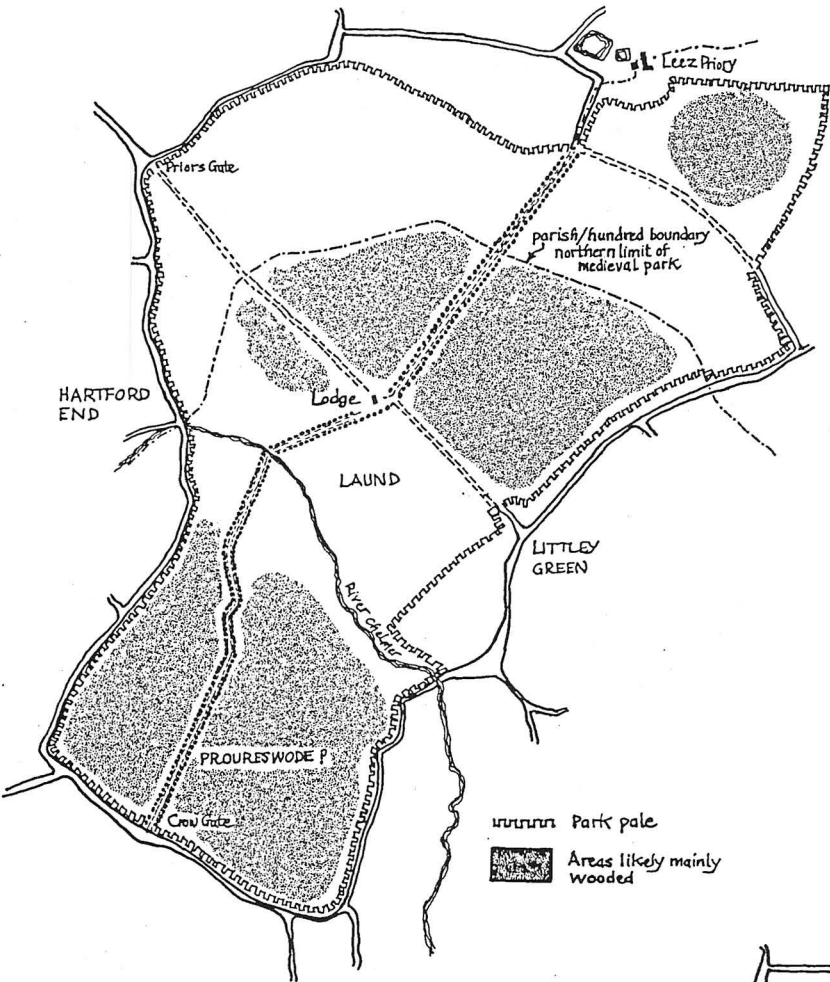 Leez Priory
Priors Gate
parish/hundred boundary
northern limit of
medieval park
HARTFORD
END
Lodge
LAUND
LITTLEY
GREEN
River Chelmer
PROURESWODE ?
Crow Gate
Park pale
Areas likely mainly
wooded